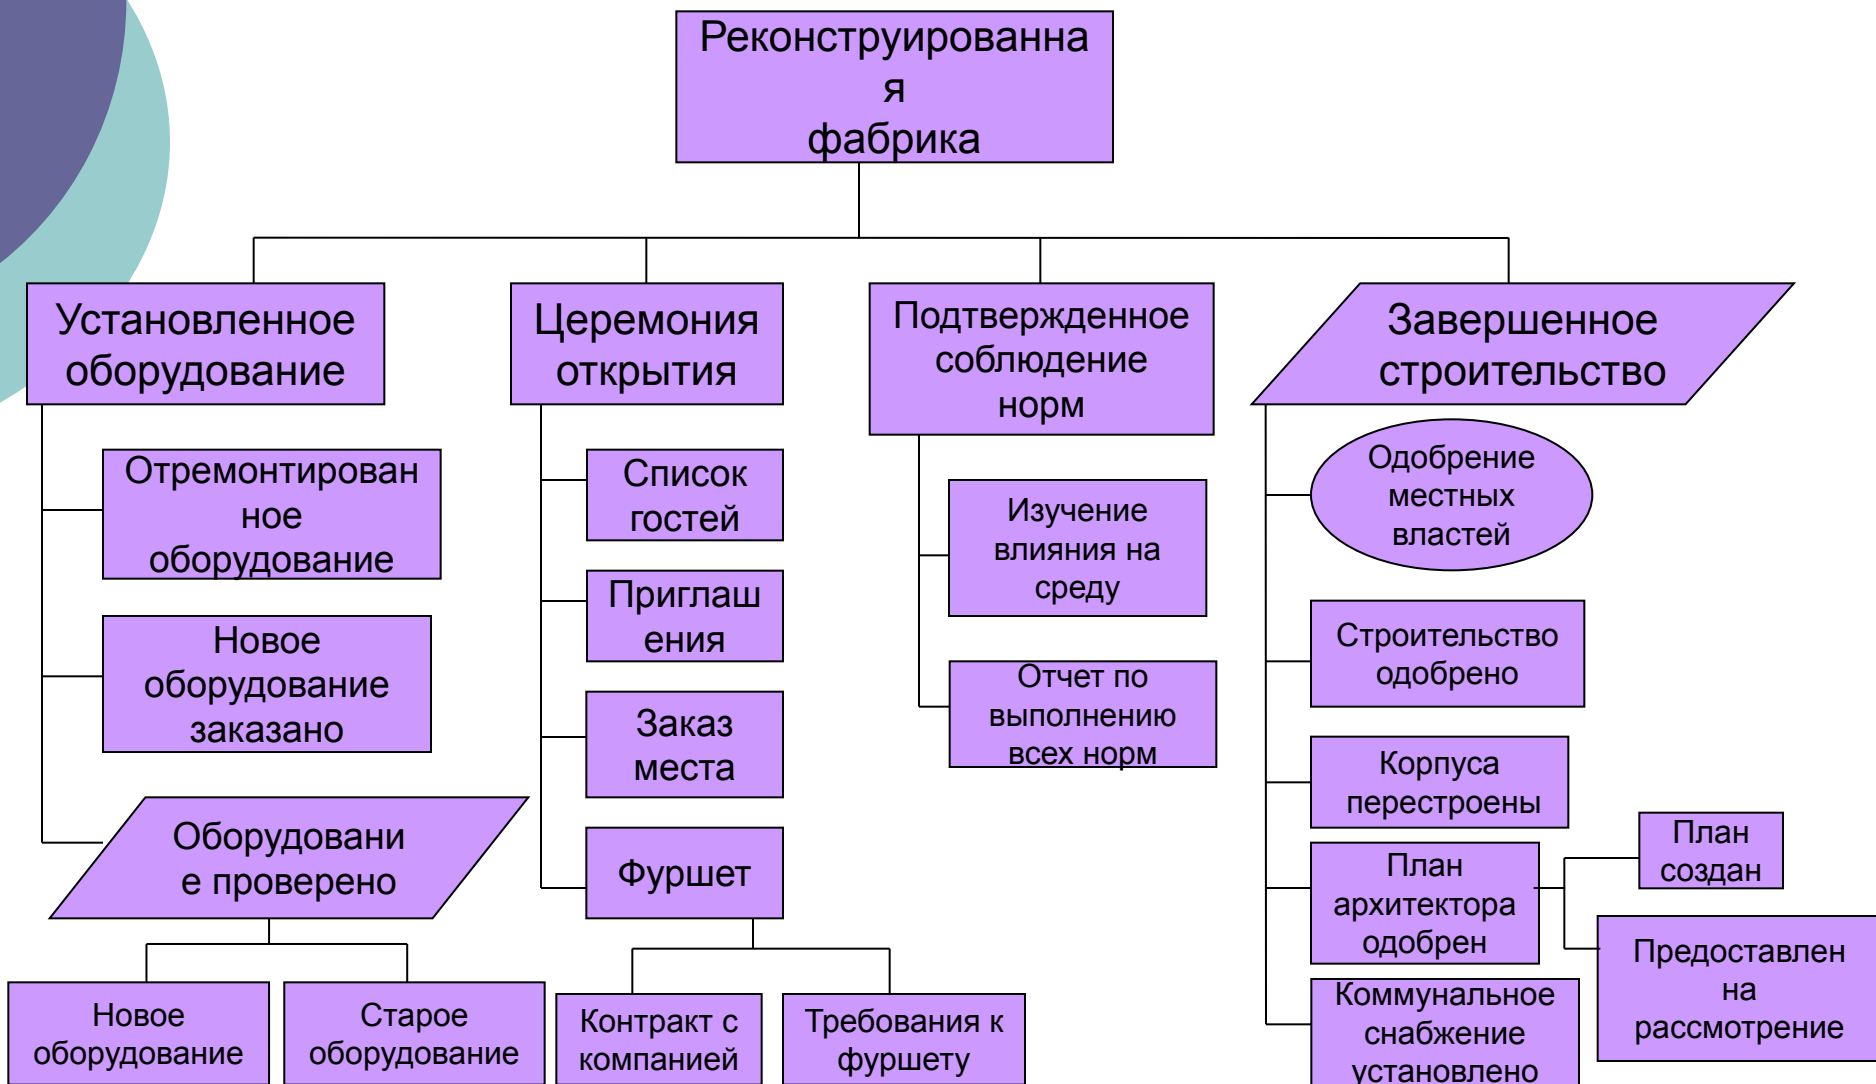 Реконструированна
я
фабрика
Установленное
оборудование
Церемония
открытия
Подтвержденное
соблюдение
норм
Завершенное
строительство
Отремонтирован
ное
оборудование
Новое
оборудование
заказано
Оборудовани
е проверено
Новое
оборудование
Старое
оборудование
Список
гостей
Приглаш
ения
Заказ
места
Фуршет
Контракт с
компанией
Требования к
фуршету
Изучение
влияния на
среду
Отчет по
выполнению
всех норм
Одобрение
местных
властей
Строительство
одобрено
Корпуса
перестроены
План
архитектора
одобрен
План
создан
Предоставлен
на
рассмотрение
Коммунальное
снабжение
установлено